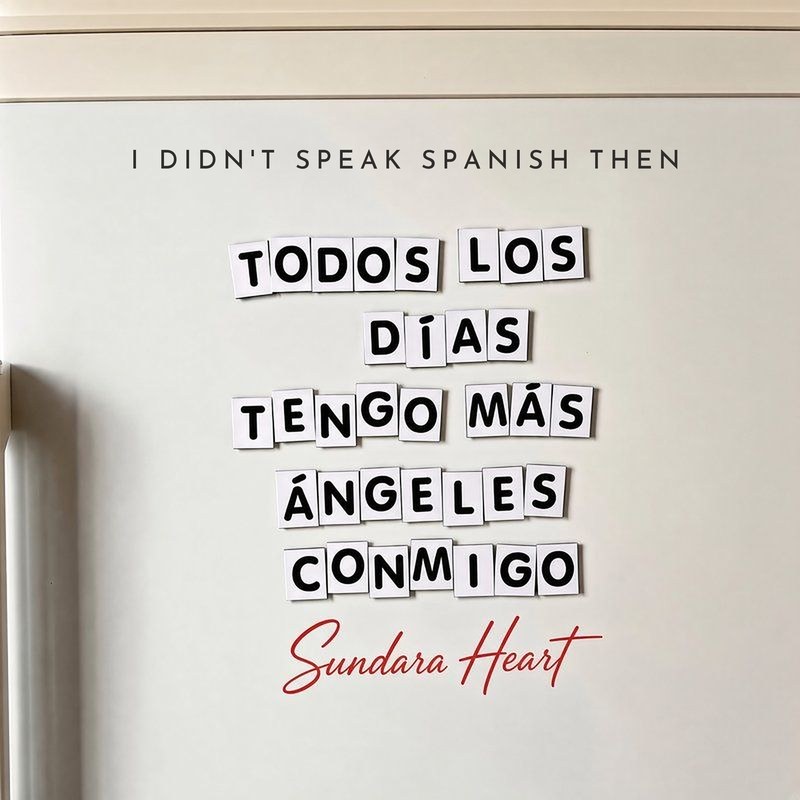 I DIDN'T SPEAK SPANISH THEN
TODOS LOS
DÍAS
TENGO MÁS
ÁNGELES
CONMIGO
Sundara Heart